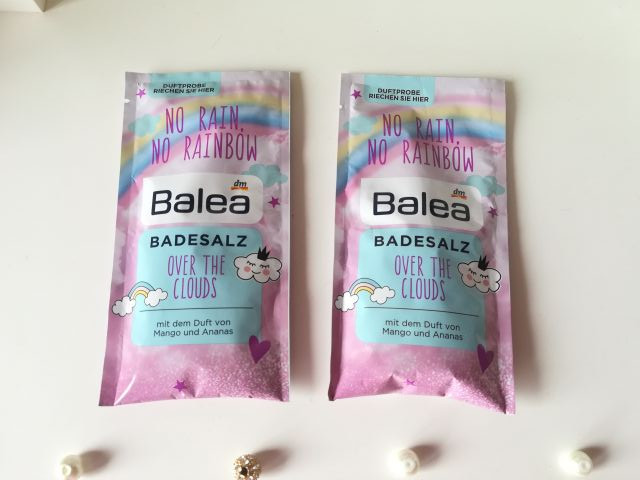 DUFTPROBE
RIECHEN SIE HIER
NO RAIN,
NO RAINBOW
dm
Balea
BADESALZ
OVER THE
CLOUDS
mit dem Duft von
Mango und Ananas
DUFTPROBE
RIECHEN SIE HIER
NO RAIN,
NO RAINBOW
dm
Balea
BADESALZ
OVER THE
CLOUDS
mit dem Duft von
Mango und Ananas